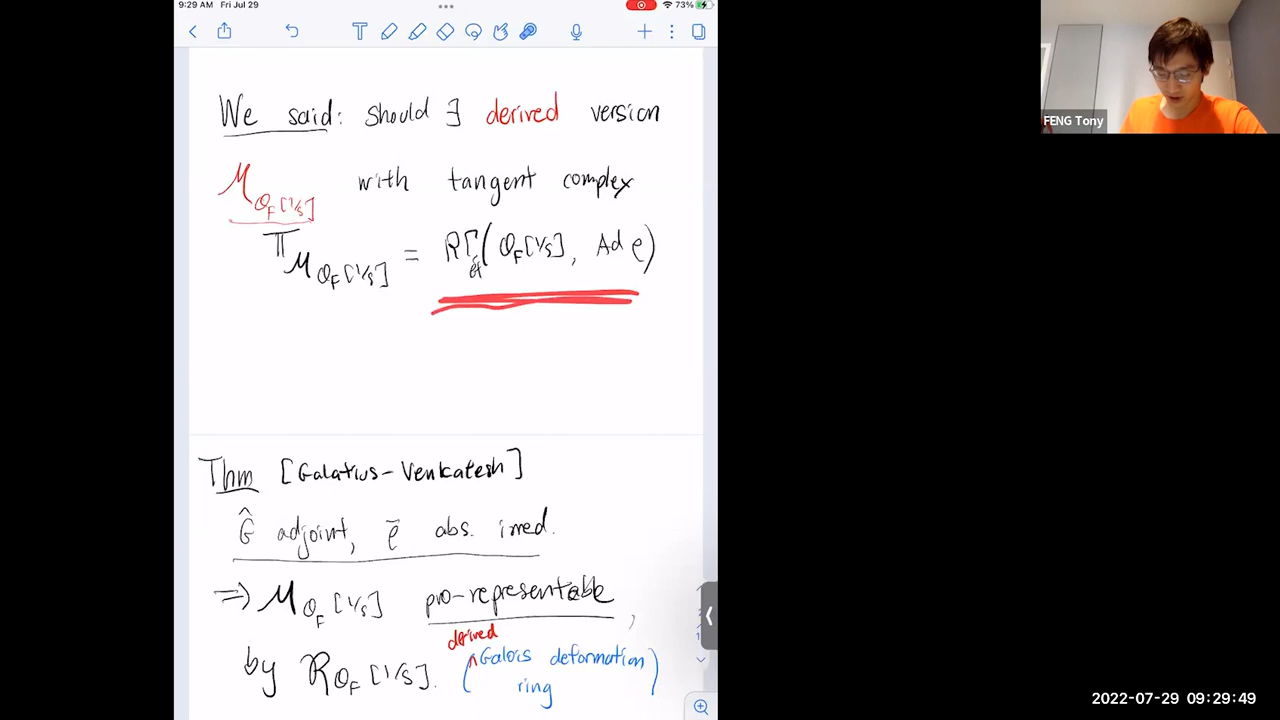 9:29 AM Fri Jul 29
73%
We said: should ∃ derived version
M_{O_F[1/S]} with tangent complex
𝕋_{M_{O_F[1/S]}} = RΓ_{ét}(O_F[1/S], Ad ρ)
Thm [Galatius-Venkatesh]
Ĝ adjoint, ρ̄ abs. irred.
⇒ M_{O_F[1/S]} pro-representable,
derived
by R_{O_F[1/S]}. (^Galois deformation
ring)
FENG Tony
2022-07-29 09:29:49